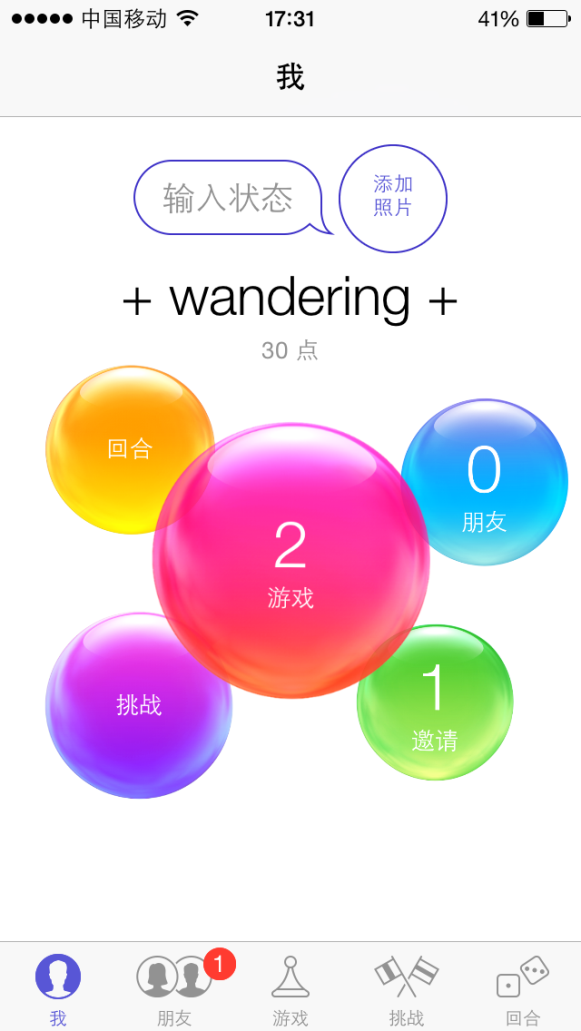 中国移动 17:31 41%
我
输入状态
添加
照片
+ wandering +
30 点
回合
0
朋友
2
游戏
挑战
1
邀请
1
我 朋友 游戏 挑战 回合